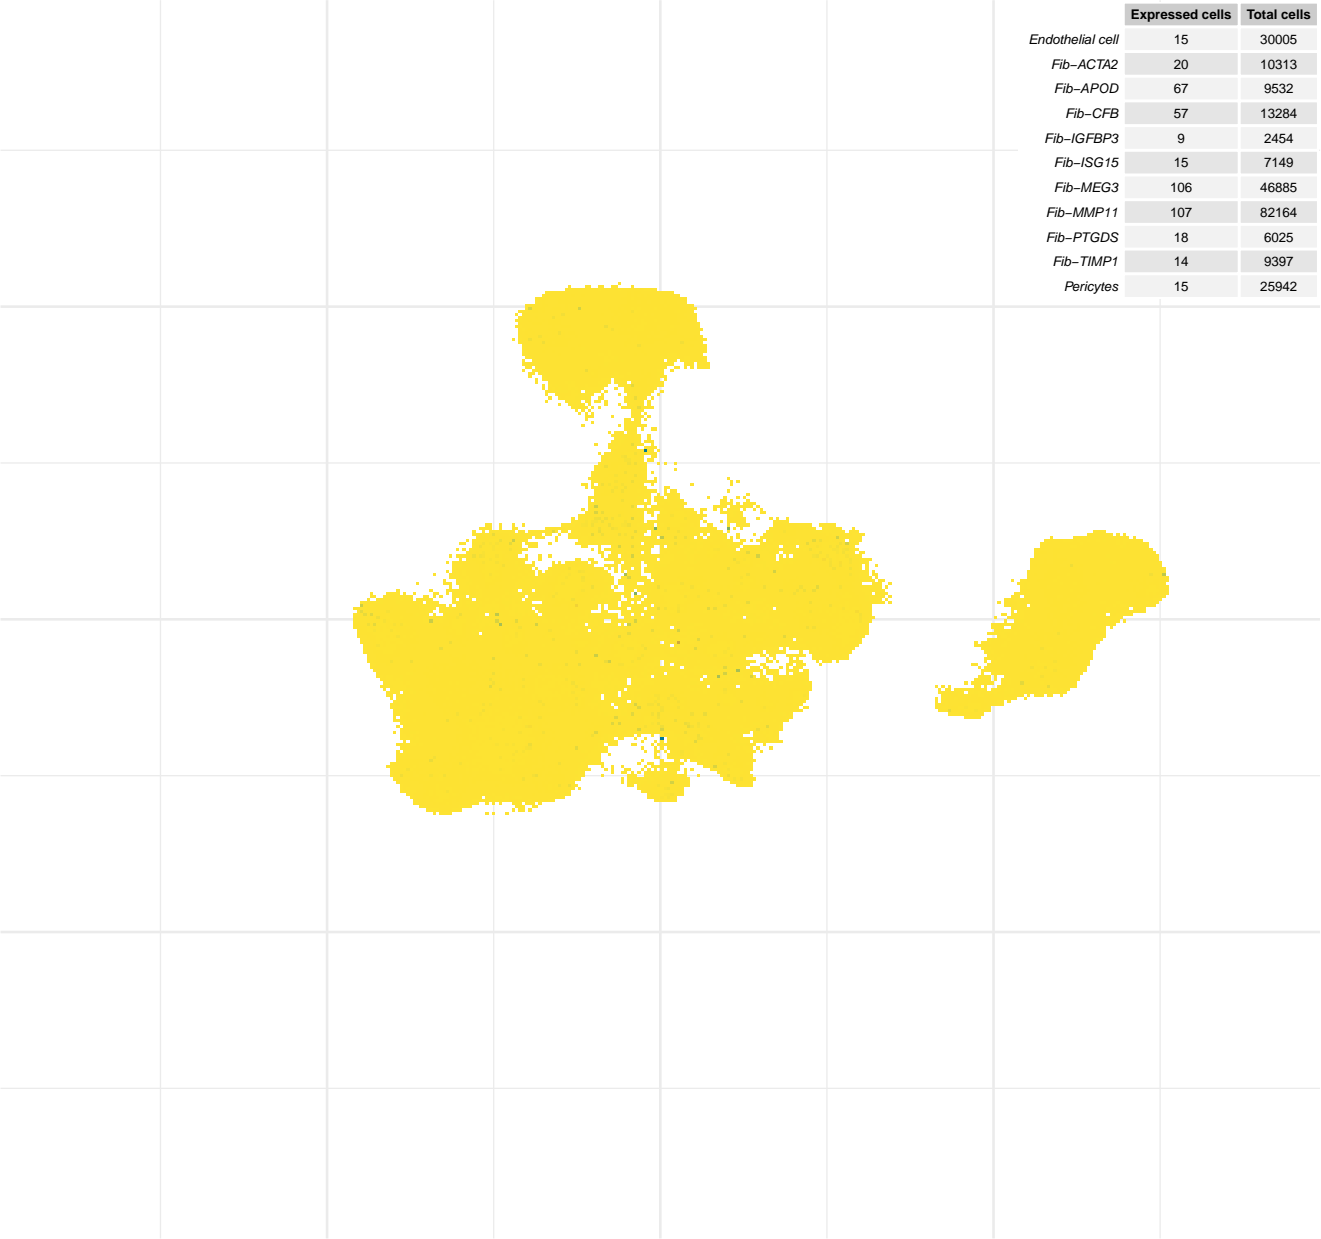 Expressed cells Total cells
Endothelial cell 15 30005
Fib−ACTA2 20 10313
Fib−APOD 67 9532
Fib−CFB 57 13284
Fib−IGFBP3 9 2454
Fib−ISG15 15 7149
Fib−MEG3 106 46885
Fib−MMP11 107 82164
Fib−PTGDS 18 6025
Fib−TIMP1 14 9397
Pericytes 15 25942